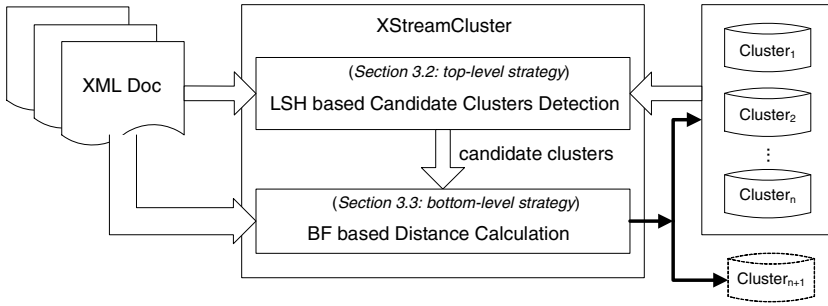 XStreamCluster
XML Doc
(Section 3.2: top-level strategy)
LSH based Candidate Clusters Detection
candidate clusters
(Section 3.3: bottom-level strategy)
BF based Distance Calculation
Cluster1
Cluster2
⋮
Clustern
Clustern+1